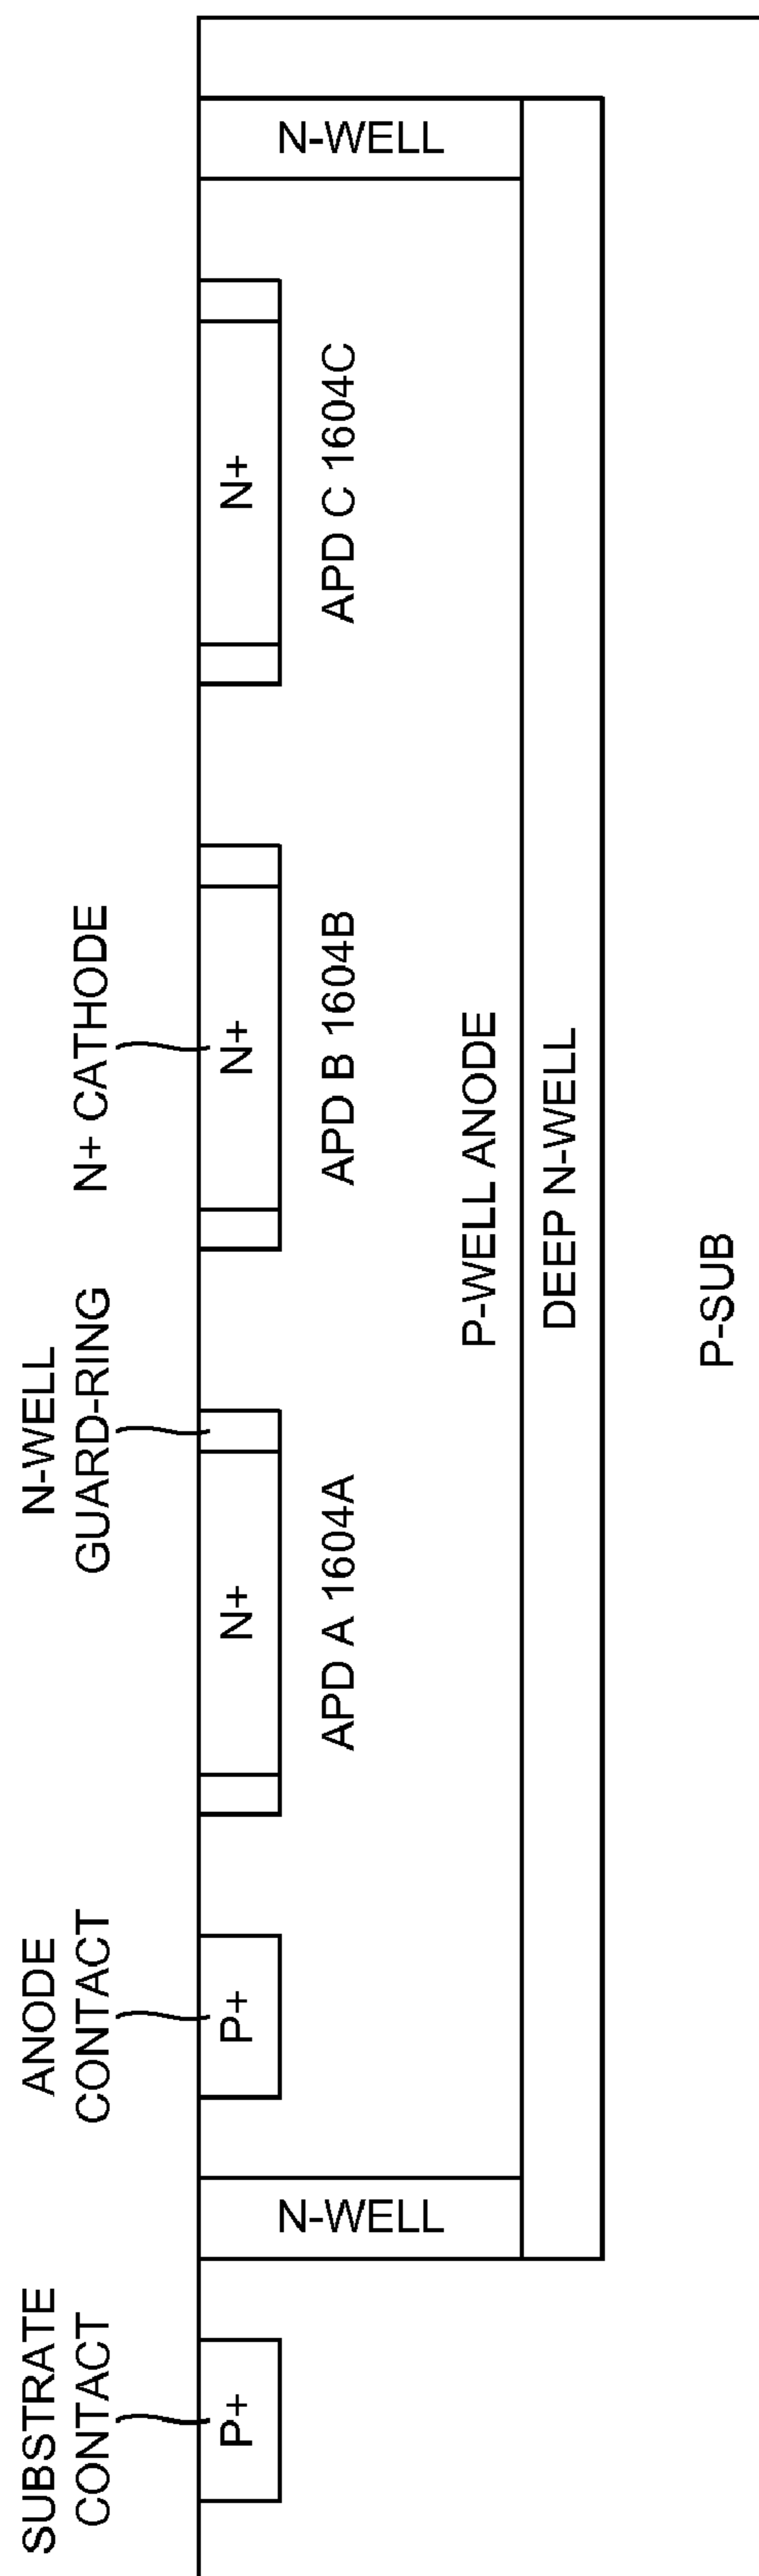 SUBSTRATE
CONTACT
ANODE
CONTACT
N-WELL
GUARD-RING
N+ CATHODE
P+
N-WELL
P+
N+
N+
N+
N-WELL
APD A 1604A
APD B 1604B
APD C 1604C
P-WELL ANODE
DEEP N-WELL
P-SUB